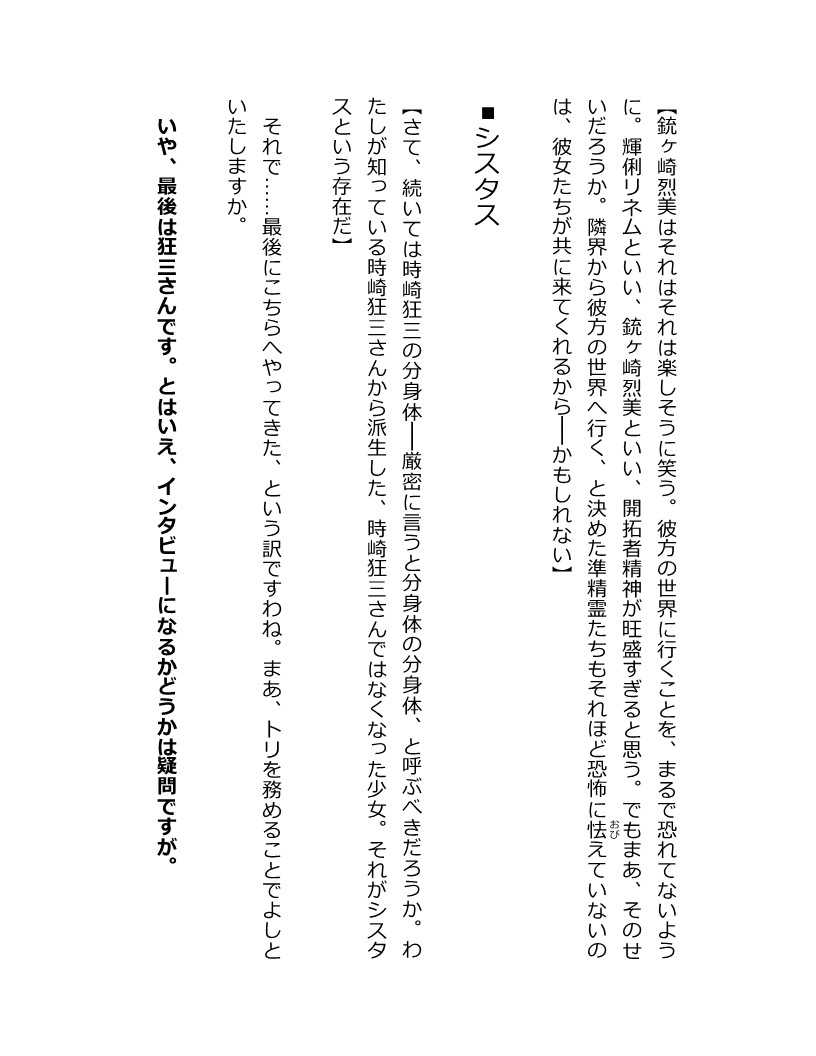 【銃ヶ崎烈美はそれはそれは楽しそうに笑う。彼方の世界に行くことを、まるで恐れてないよう
に。輝俐リネムといい、銃ヶ崎烈美といい、開拓者精神が旺盛すぎると思う。でもまあ、そのせ
いだろうか。隣界から彼方の世界へ行く、と決めた準精霊たちもそれほど恐怖に怯えていないの
おび
は、彼女たちが共に来てくれるから──かもしれない】
■シスタス
【さて、続いては時崎狂三の分身体──厳密に言うと分身体の分身体、と呼ぶべきだろうか。わ
たしが知っている時崎狂三さんから派生した、時崎狂三さんではなくなった少女。それがシスタ
スという存在だ】
それで……最後にこちらへやってきた、という訳ですわね。まあ、トリを務めることでよしと
いたしますか。
いや、最後は狂三さんです。とはいえ、インタビューになるかどうかは疑問ですが。